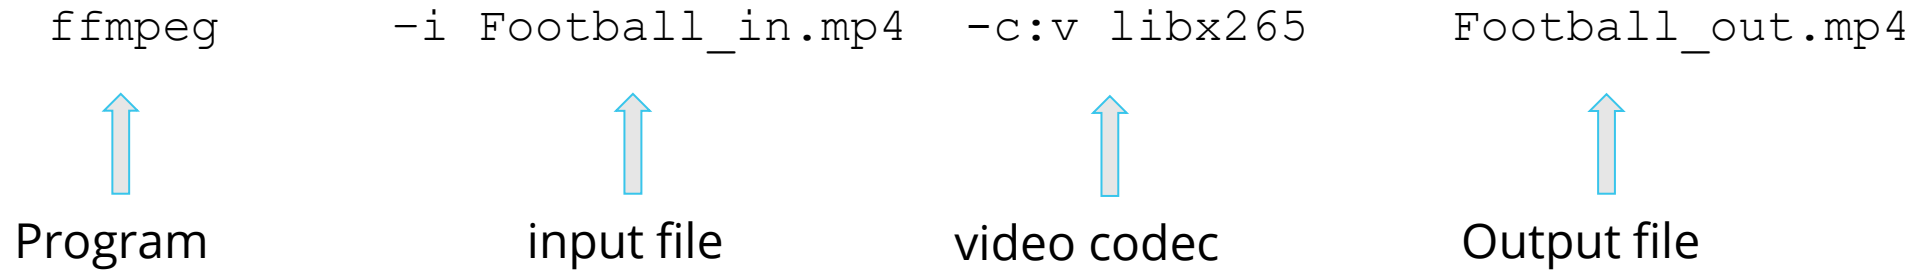 ffmpeg –i Football_in.mp4 -c:v libx265 Football_out.mp4
Program input file video codec Output file